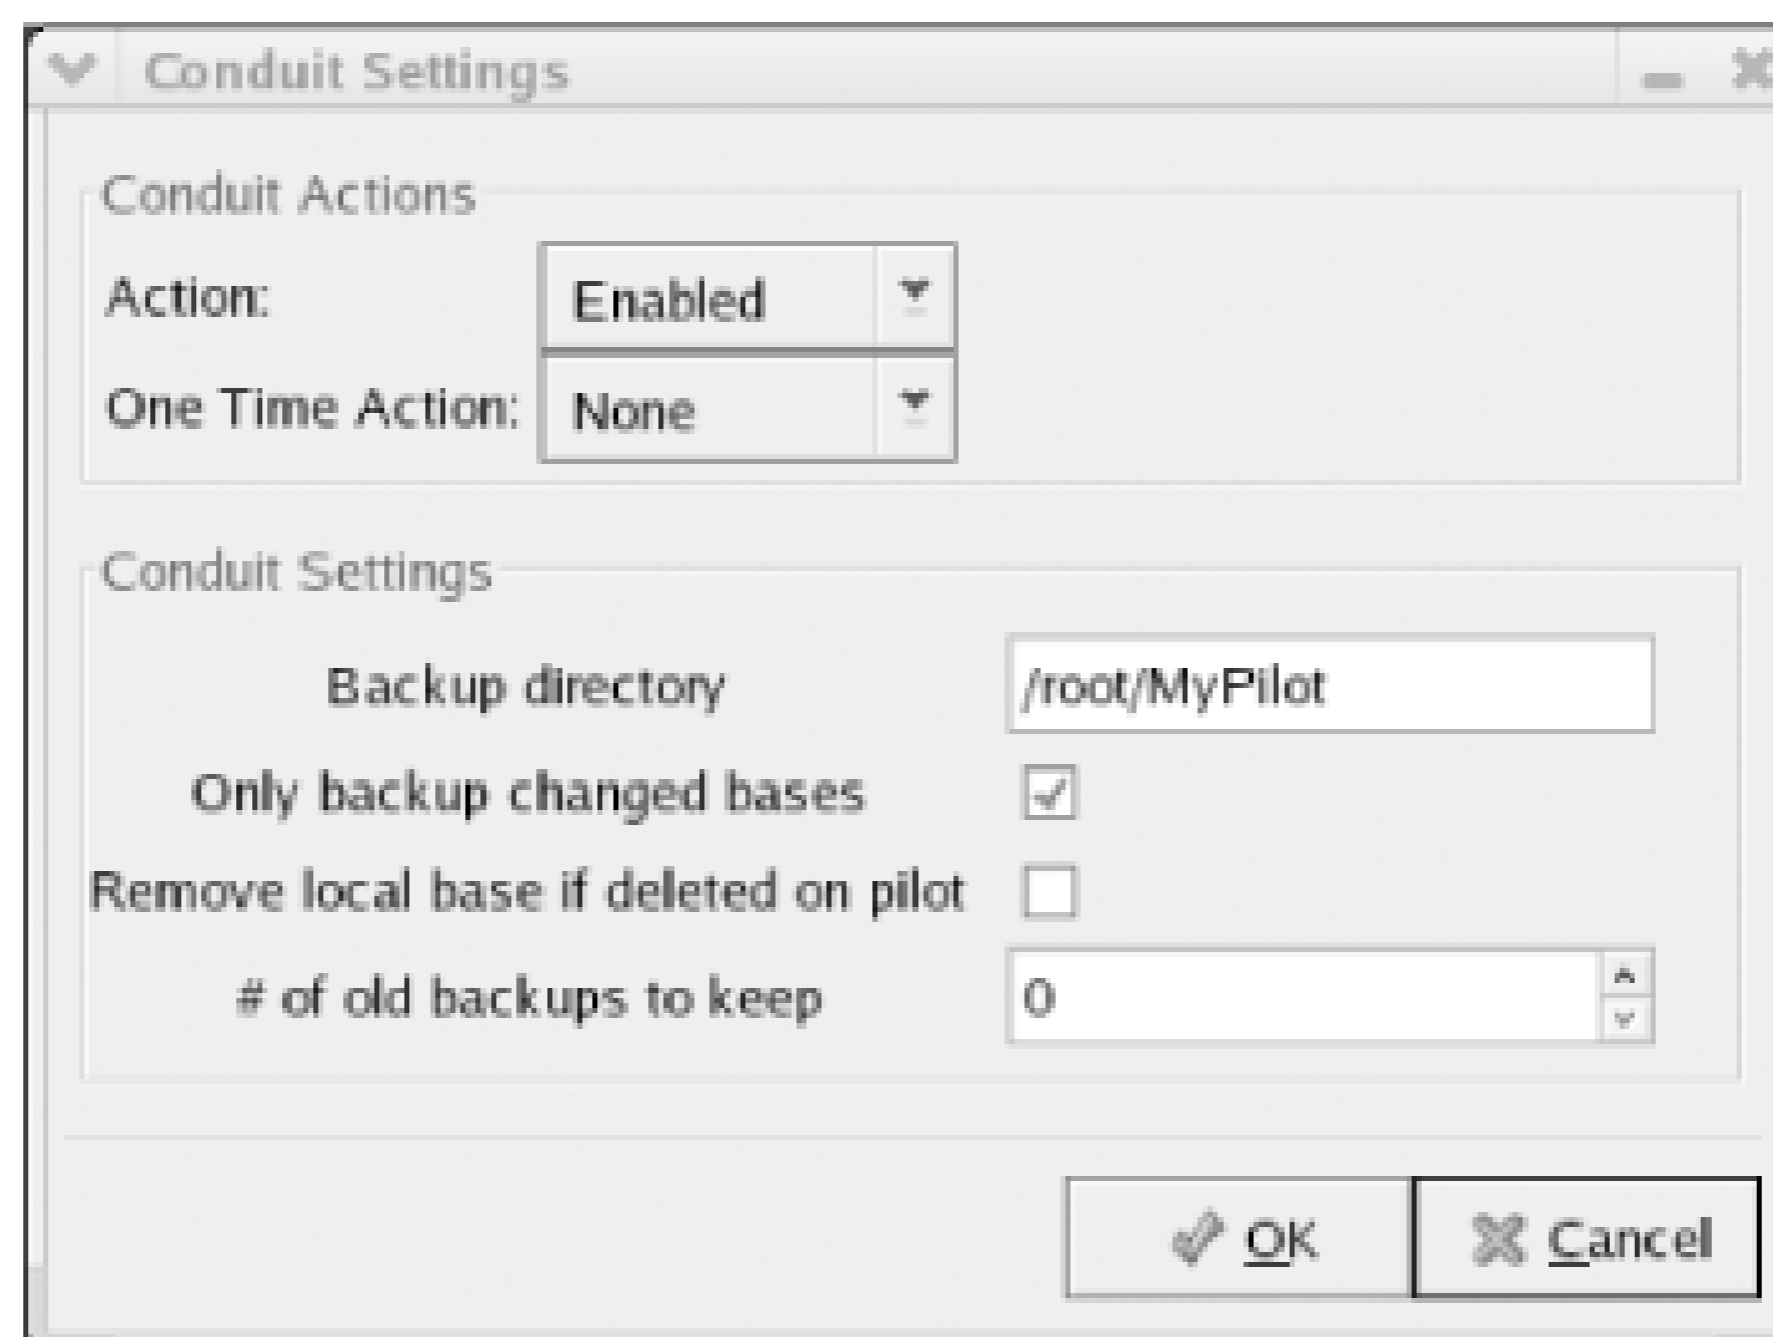 Conduit Settings
Conduit Actions
Action: Enabled
One Time Action: None
Conduit Settings
Backup directory /root/MyPilot
Only backup changed bases
Remove local base if deleted on pilot
# of old backups to keep 0
OK Cancel